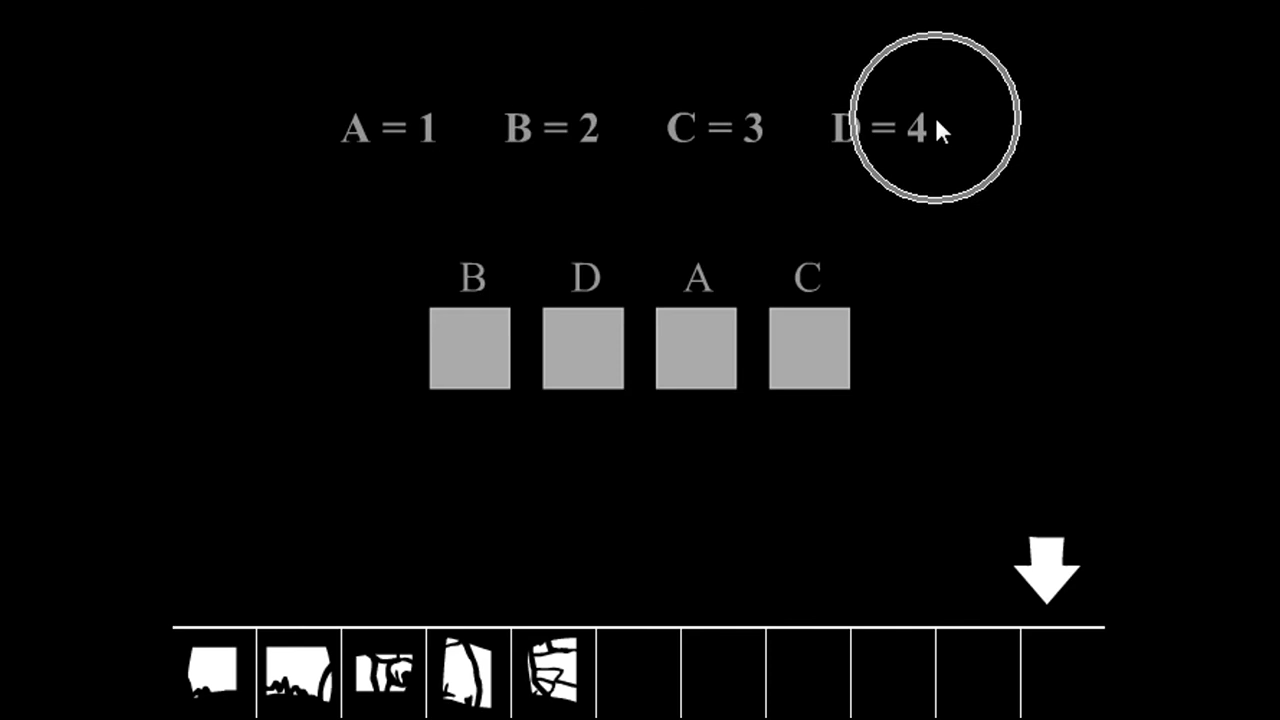 A = 1 B = 2 C = 3 D = 4
B D A C